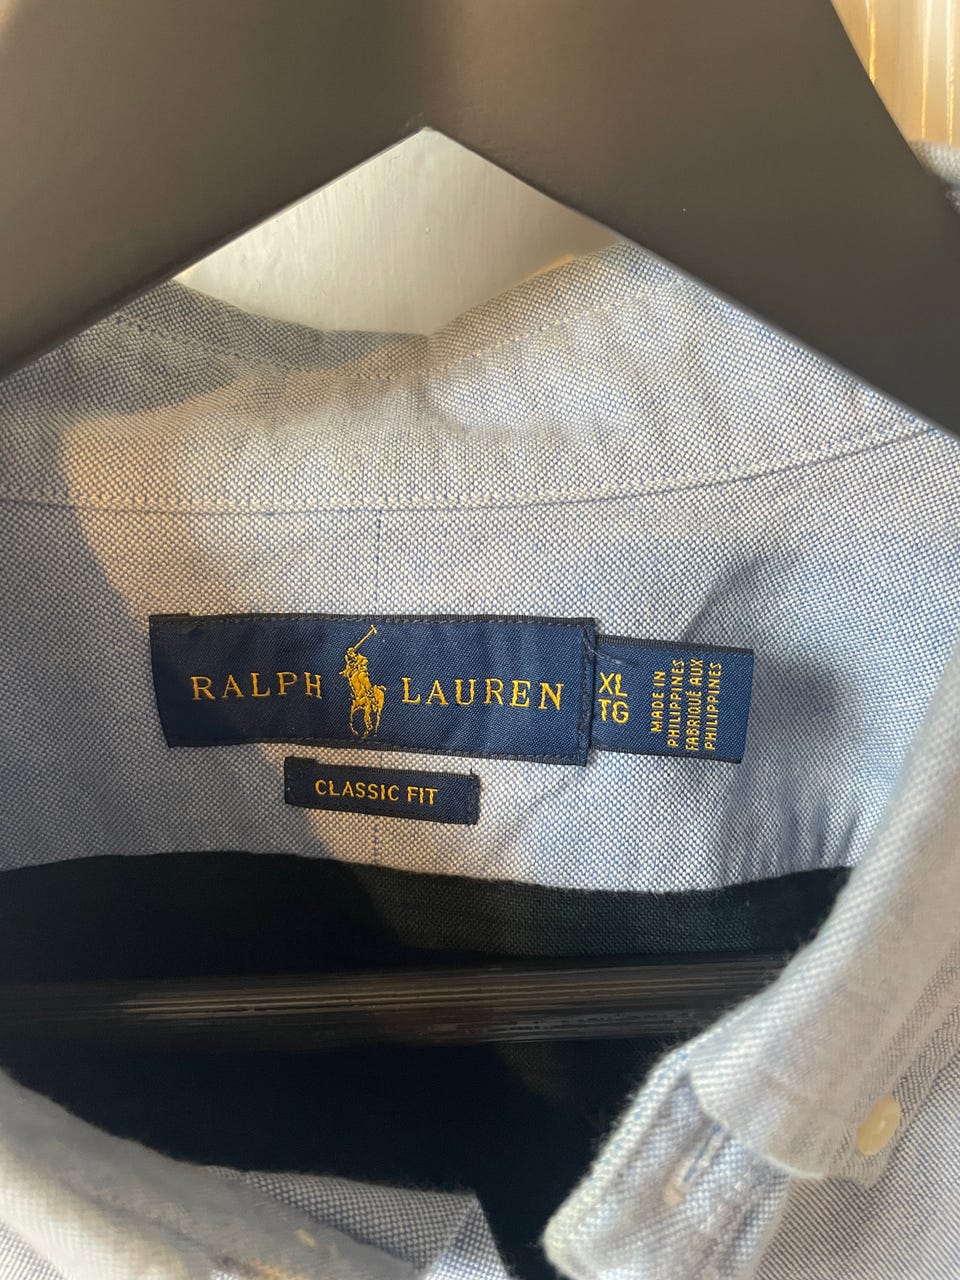 RALPH LAUREN
XL
TG
MADE IN
PHILIPPINES
FABRIQUÉ AUX
PHILIPPINES
CLASSIC FIT